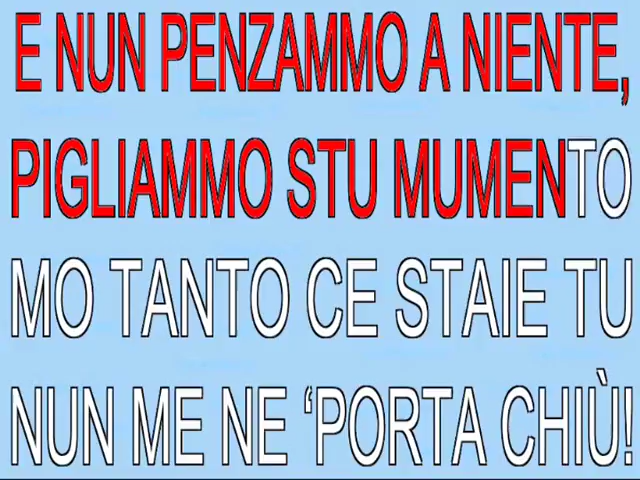 E NUN PENZAMMO A NIENTE,
PIGLIAMMO STU MUMENTO
MO TANTO CE STAIE TU
NUN ME NE ‘PORTA CHIÙ!